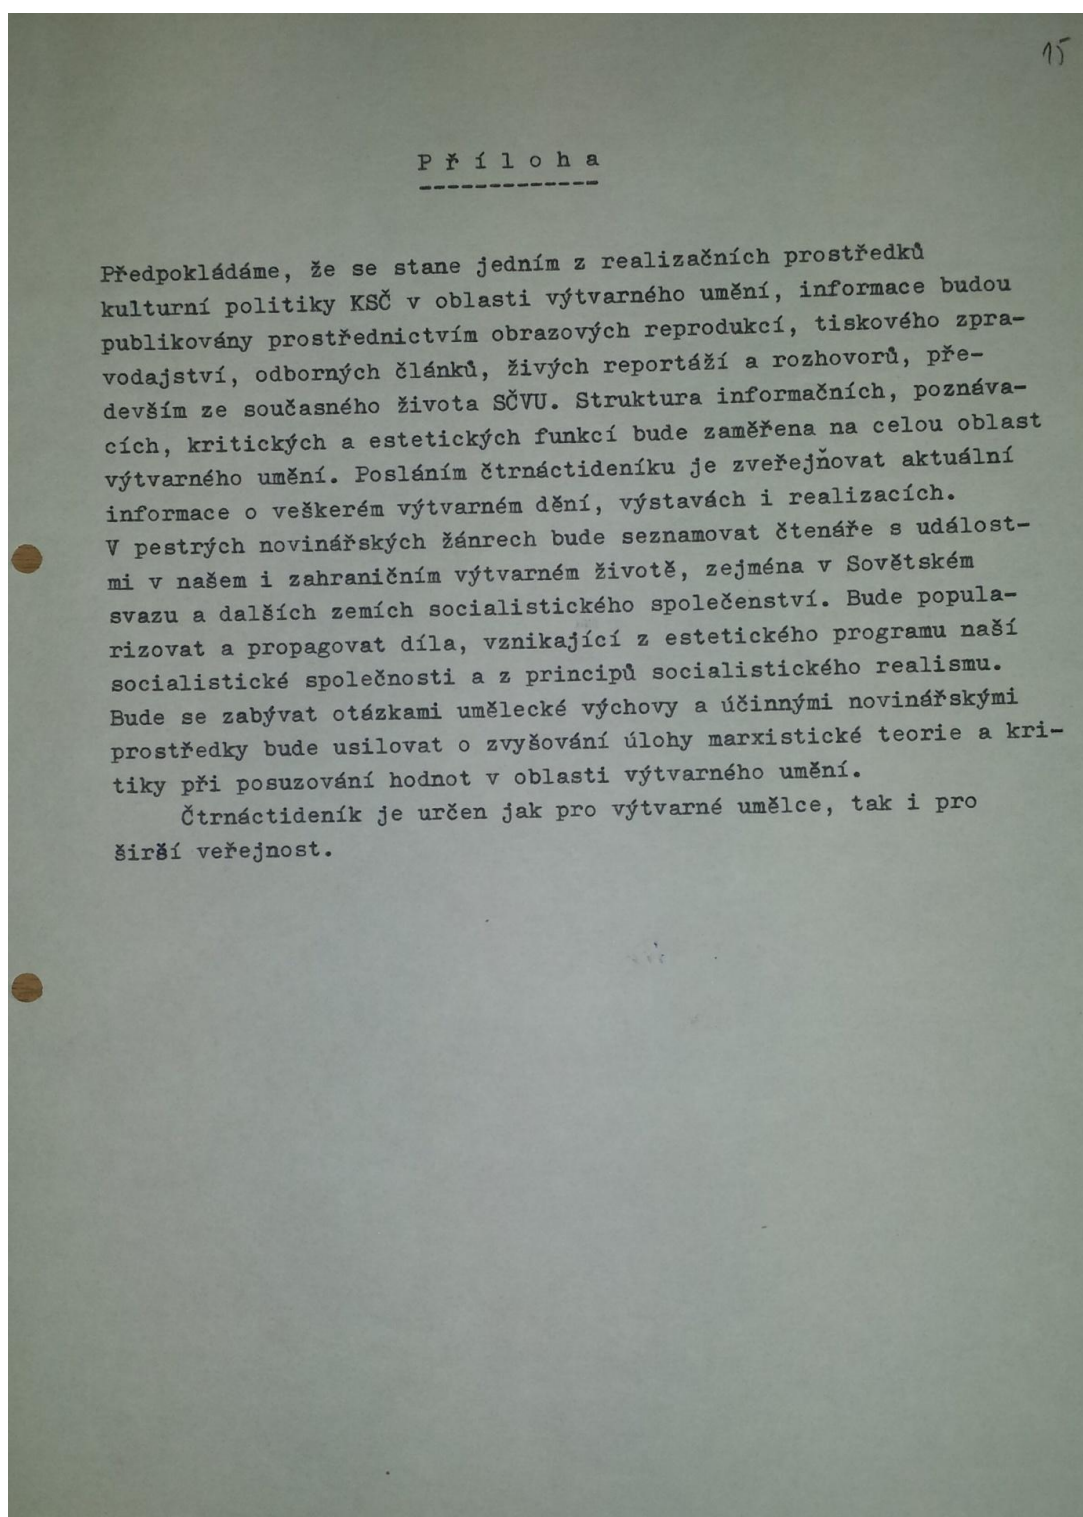 15
P ř í l o h a
-------------
Předpokládáme, že se stane jedním z realizačních prostředků
kulturní politiky KSČ v oblasti výtvarného umění, informace budou
publikovány prostřednictvím obrazových reprodukcí, tiskového zpra-
vodajství, odborných článků, živých reportáží a rozhovorů, pře-
devším ze současného života SČVU. Struktura informačních, poznáva-
cích, kritických a estetických funkcí bude zaměřena na celou oblast
výtvarného umění. Posláním čtrnáctideníku je zveřejňovat aktuální
informace o veškerém výtvarném dění, výstavách i realizacích.
V pestrých novinářských žánrech bude seznamovat čtenáře s událost-
mi v našem i zahraničním výtvarném životě, zejména v Sovětském
svazu a dalších zemích socialistického společenství. Bude popula-
rizovat a propagovat díla, vznikající z estetického programu naší
socialistické společnosti a z principů socialistického realismu.
Bude se zabývat otázkami umělecké výchovy a účinnými novinářskými
prostředky bude usilovat o zvyšování úlohy marxistické teorie a kri-
tiky při posuzování hodnot v oblasti výtvarného umění.
Čtrnáctideník je určen jak pro výtvarné umělce, tak i pro
širší veřejnost.